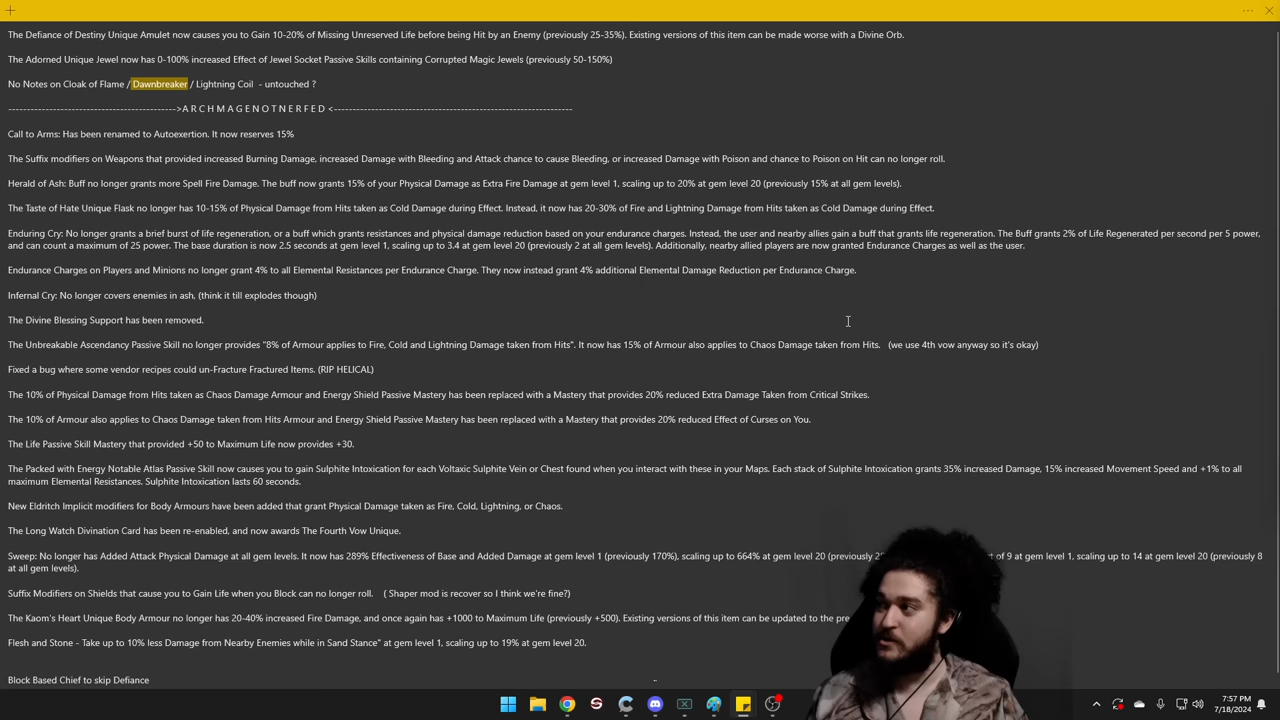 The Defiance of Destiny Unique Amulet now causes you to Gain 10-20% of Missing Unreserved Life before being Hit by an Enemy (previously 25-35%). Existing versions of this item can be made worse with a Divine Orb.
The Adorned Unique Jewel now has 0-100% increased Effect of Jewel Socket Passive Skills containing Corrupted Magic Jewels (previously 50-150%)
No Notes on Cloak of Flame / Dawnbreaker / Lightning Coil - untouched ?
--------------------------------------------->A R C H M A G E N O T N E R F E D <----------------------------------------------------------------
Call to Arms: Has been renamed to Autoexertion. It now reserves 15%
The Suffix modifiers on Weapons that provided increased Burning Damage, increased Damage with Bleeding and Attack chance to cause Bleeding, or increased Damage with Poison and chance to Poison on Hit can no longer roll.
Herald of Ash: Buff no longer grants more Spell Fire Damage. The buff now grants 15% of your Physical Damage as Extra Fire Damage at gem level 1, scaling up to 20% at gem level 20 (previously 15% at all gem levels).
The Taste of Hate Unique Flask no longer has 10-15% of Physical Damage from Hits taken as Cold Damage during Effect. Instead, it now has 20-30% of Fire and Lightning Damage from Hits taken as Cold Damage during Effect.
Enduring Cry: No longer grants a brief burst of life regeneration, or a buff which grants resistances and physical damage reduction based on your endurance charges. Instead, the user and nearby allies gain a buff that grants life regeneration. The Buff grants 2% of Life Regenerated per second per 5 power,
and can count a maximum of 25 power. The base duration is now 2.5 seconds at gem level 1, scaling up to 3.4 at gem level 20 (previously 2 at all gem levels). Additionally, nearby allied players are now granted Endurance Charges as well as the user.
Endurance Charges on Players and Minions no longer grant 4% to all Elemental Resistances per Endurance Charge. They now instead grant 4% additional Elemental Damage Reduction per Endurance Charge.
Infernal Cry: No longer covers enemies in ash, (think it till explodes though)
The Divine Blessing Support has been removed.
The Unbreakable Ascendancy Passive Skill no longer provides "8% of Armour applies to Fire, Cold and Lightning Damage taken from Hits". It now has 15% of Armour also applies to Chaos Damage taken from Hits. (we use 4th vow anyway so it's okay)
Fixed a bug where some vendor recipes could un-Fracture Fractured Items. (RIP HELICAL)
The 10% of Physical Damage from Hits taken as Chaos Damage Armour and Energy Shield Passive Mastery has been replaced with a Mastery that provides 20% reduced Extra Damage Taken from Critical Strikes.
The 10% of Armour also applies to Chaos Damage taken from Hits Armour and Energy Shield Passive Mastery has been replaced with a Mastery that provides 20% reduced Effect of Curses on You.
The Life Passive Skill Mastery that provided +50 to Maximum Life now provides +30.
The Packed with Energy Notable Atlas Passive Skill now causes you to gain Sulphite Intoxication for each Voltaxic Sulphite Vein or Chest found when you interact with these in your Maps. Each stack of Sulphite Intoxication grants 35% increased Damage, 15% increased Movement Speed and +1% to all
maximum Elemental Resistances. Sulphite Intoxication lasts 60 seconds.
New Eldritch Implicit modifiers for Body Armours have been added that grant Physical Damage taken as Fire, Cold, Lightning, or Chaos.
The Long Watch Divination Card has been re-enabled, and now awards The Fourth Vow Unique.
Sweep: No longer has Added Attack Physical Damage at all gem levels. It now has 289% Effectiveness of Base and Added Damage at gem level 1 (previously 170%), scaling up to 664% at gem level 20 (previously of 9 at gem level 1, scaling up to 14 at gem level 20 (previously 8
at all gem levels).
Suffix Modifiers on Shields that cause you to Gain Life when you Block can no longer roll. ( Shaper mod is recover so I think we're fine?)
The Kaom's Heart Unique Body Armour no longer has 20-40% increased Fire Damage, and once again has +1000 to Maximum Life (previously +500). Existing versions of this item can be updated to the
Flesh and Stone - Take up to 10% less Damage from Nearby Enemies while in Sand Stance" at gem level 1, scaling up to 19% at gem level 20.
Block Based Chief to skip Defiance
7:57 PM
7/18/2024